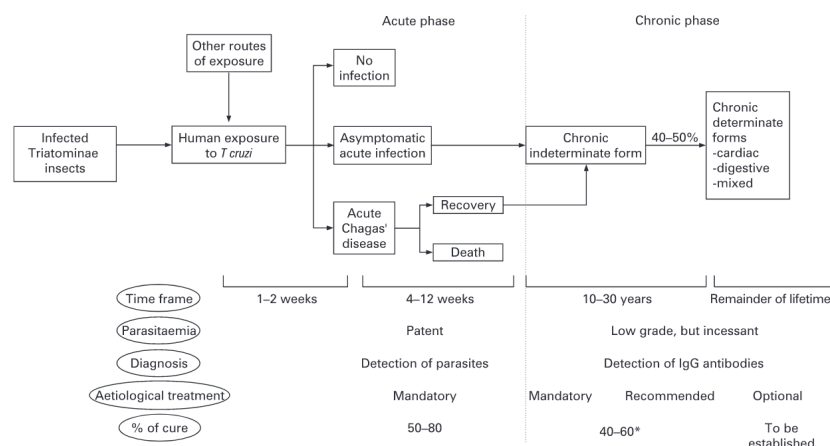 Acute phase
Chronic phase
Other routes
of exposure
No
infection
Infected
Triatominae
insects
Human exposure
to T cruzi
Asymptomatic
acute infection
Chronic
indeterminate form
40–50%
Chronic
determinate
forms
-cardiac
-digestive
-mixed
Acute
Chagas'
disease
Recovery
Death
Time frame
1–2 weeks
4–12 weeks
10–30 years
Remainder of lifetime
Parasitaemia
Patent
Low grade, but incessant
Diagnosis
Detection of parasites
Detection of IgG antibodies
Aetiological treatment
Mandatory
Mandatory
Recommended
Optional
% of cure
50–80
40–60*
To be
established